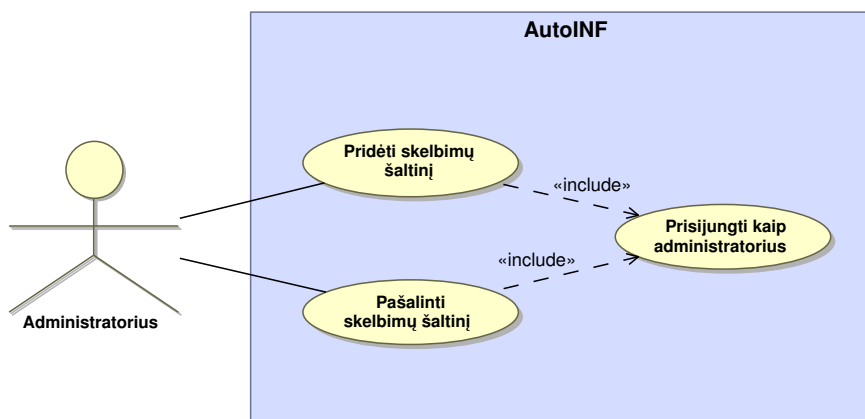 AutoINF
Pridėti skelbimų
šaltinį
«include»
Prisijungti kaip
administratorius
«include»
Pašalinti
skelbimų šaltinį
Administratorius